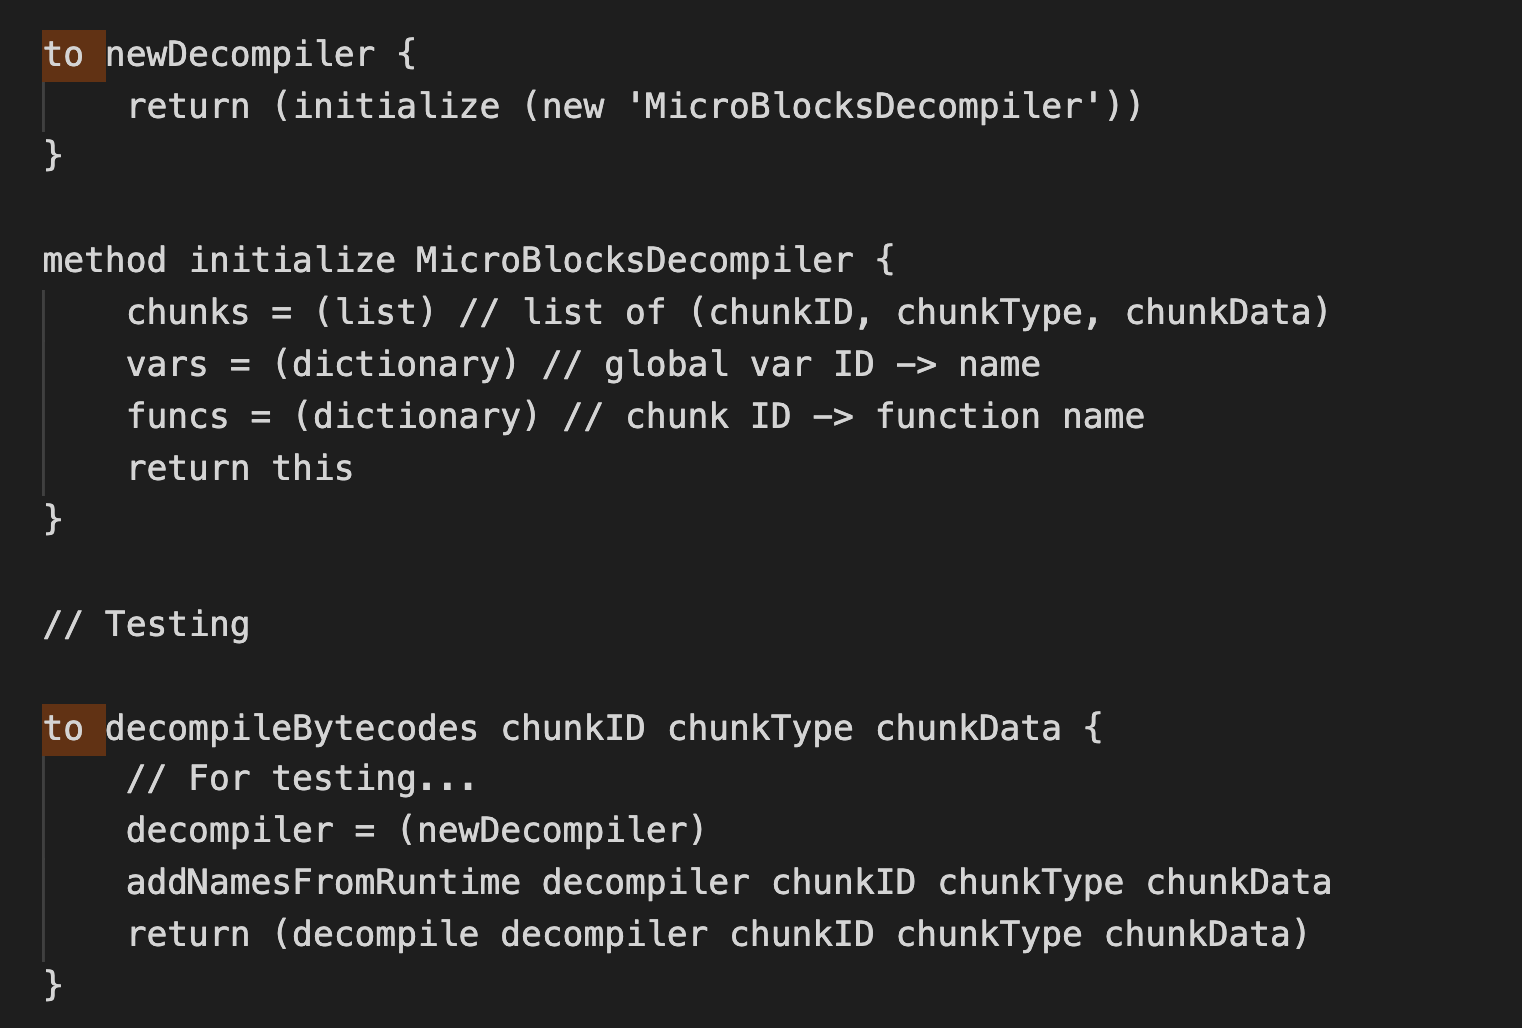 to newDecompiler {
    return (initialize (new 'MicroBlocksDecompiler'))
}

method initialize MicroBlocksDecompiler {
    chunks = (list) // list of (chunkID, chunkType, chunkData)
    vars = (dictionary) // global var ID -> name
    funcs = (dictionary) // chunk ID -> function name
    return this
}

// Testing

to decompileBytecodes chunkID chunkType chunkData {
    // For testing...
    decompiler = (newDecompiler)
    addNamesFromRuntime decompiler chunkID chunkType chunkData
    return (decompile decompiler chunkID chunkType chunkData)
}